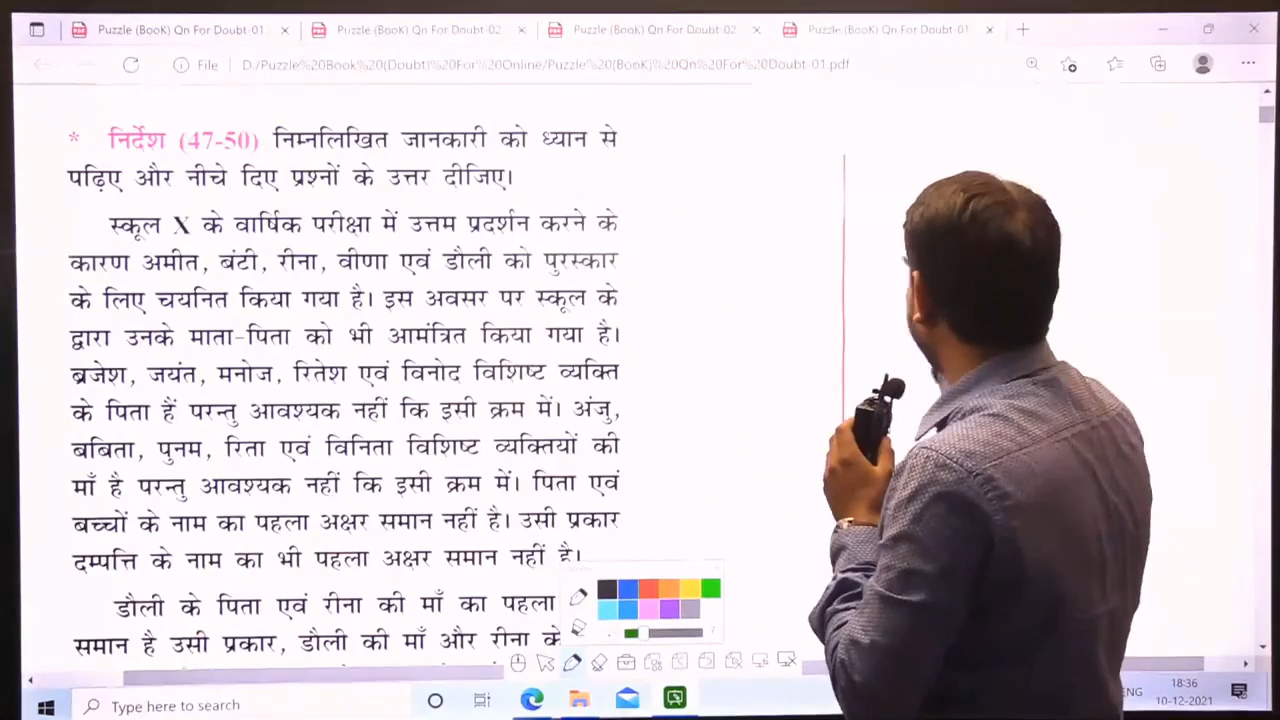 Puzzle (BooK) Qn For Doubt-01
Puzzle (BooK) Qn For Doubt-02
Puzzle (BooK) Qn For Doubt-02
Puzzle (BooK) Qn For Doubt-01
File D:/Puzzle%20Book%20(Doubt)%20For%20Online/Puzzle%20(BooK)%20Qn%20For%20Doubt-01.pdf
* निर्देश (47-50) निम्नलिखित जानकारी को ध्यान से
पढ़िए और नीचे दिए प्रश्नों के उत्तर दीजिए।
स्कूल X के वार्षिक परीक्षा में उत्तम प्रदर्शन करने के
कारण अमीत, बंटी, रीना, वीणा एवं डौली को पुरस्कार
के लिए चयनित किया गया है। इस अवसर पर स्कूल के
द्वारा उनके माता-पिता को भी आमंत्रित किया गया है।
ब्रजेश, जयंत, मनोज, रितेश एवं विनोद विशिष्ट व्यक्ति
के पिता हैं परन्तु आवश्यक नहीं कि इसी क्रम में। अंजु,
बबिता, पुनम, रिता एवं विनिता विशिष्ट व्यक्तियों की
माँ है परन्तु आवश्यक नहीं कि इसी क्रम में। पिता एवं
बच्चों के नाम का पहला अक्षर समान नहीं है। उसी प्रकार
दम्पत्ति के नाम का भी पहला अक्षर समान नहीं है।
डौली के पिता एवं रीना की माँ का पहला
समान है उसी प्रकार, डौली की माँ और रीना के
7
Type here to search
ENG
18:36
10-12-2021